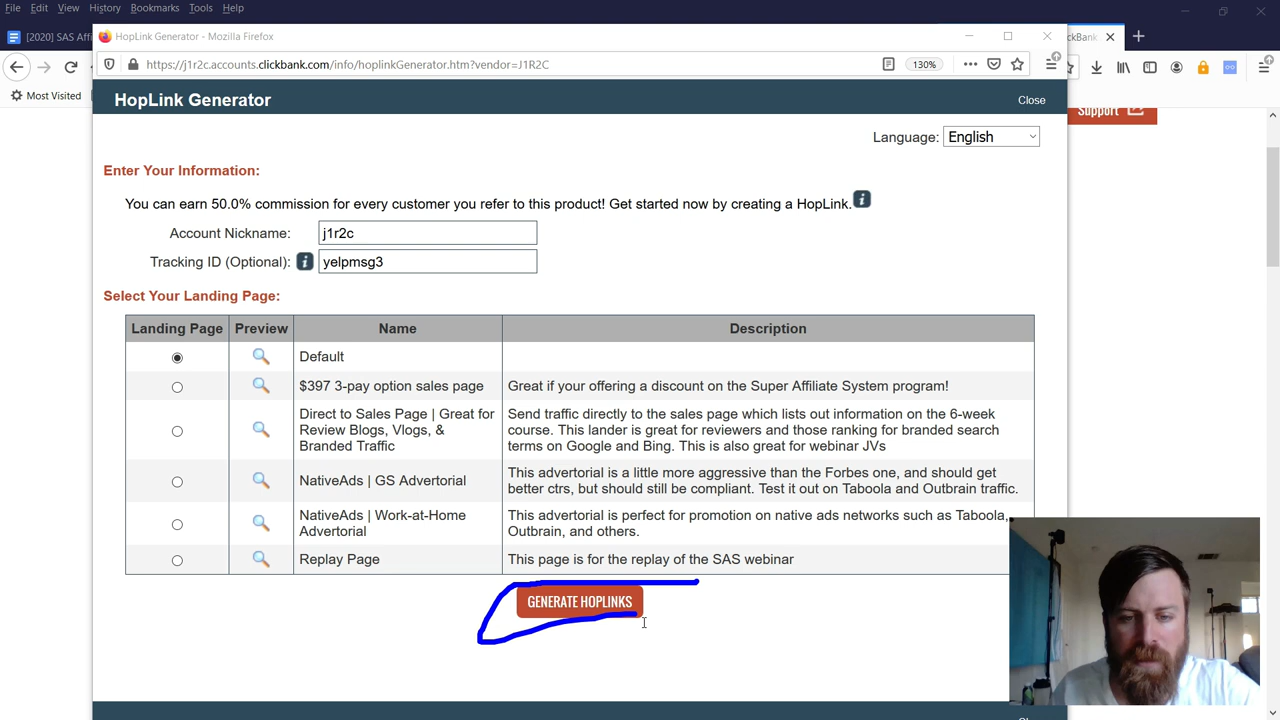 File Edit View History Bookmarks Tools Help
[2020] SAS Affi
HopLink Generator - Mozilla Firefox
ckBank
https://j1r2c.accounts.clickbank.com/info/hoplinkGenerator.htm?vendor=J1R2C
130%
Most Visited
HopLink Generator
Close
Support
Language: English
Enter Your Information:
You can earn 50.0% commission for every customer you refer to this product! Get started now by creating a HopLink.
Account Nickname: j1r2c
Tracking ID (Optional): yelpmsg3
Select Your Landing Page:
Landing Page Preview Name Description
Default
$397 3-pay option sales page Great if your offering a discount on the Super Affiliate System program!
Direct to Sales Page | Great for Send traffic directly to the sales page which lists out information on the 6-week
Review Blogs, Vlogs, & course. This lander is great for reviewers and those ranking for branded search
Branded Traffic terms on Google and Bing. This is also great for webinar JVs
NativeAds | GS Advertorial This advertorial is a little more aggressive than the Forbes one, and should get
better ctrs, but should still be compliant. Test it out on Taboola and Outbrain traffic.
NativeAds | Work-at-Home This advertorial is perfect for promotion on native ads networks such as Taboola,
Advertorial Outbrain, and others.
Replay Page This page is for the replay of the SAS webinar
GENERATE HOPLINKS